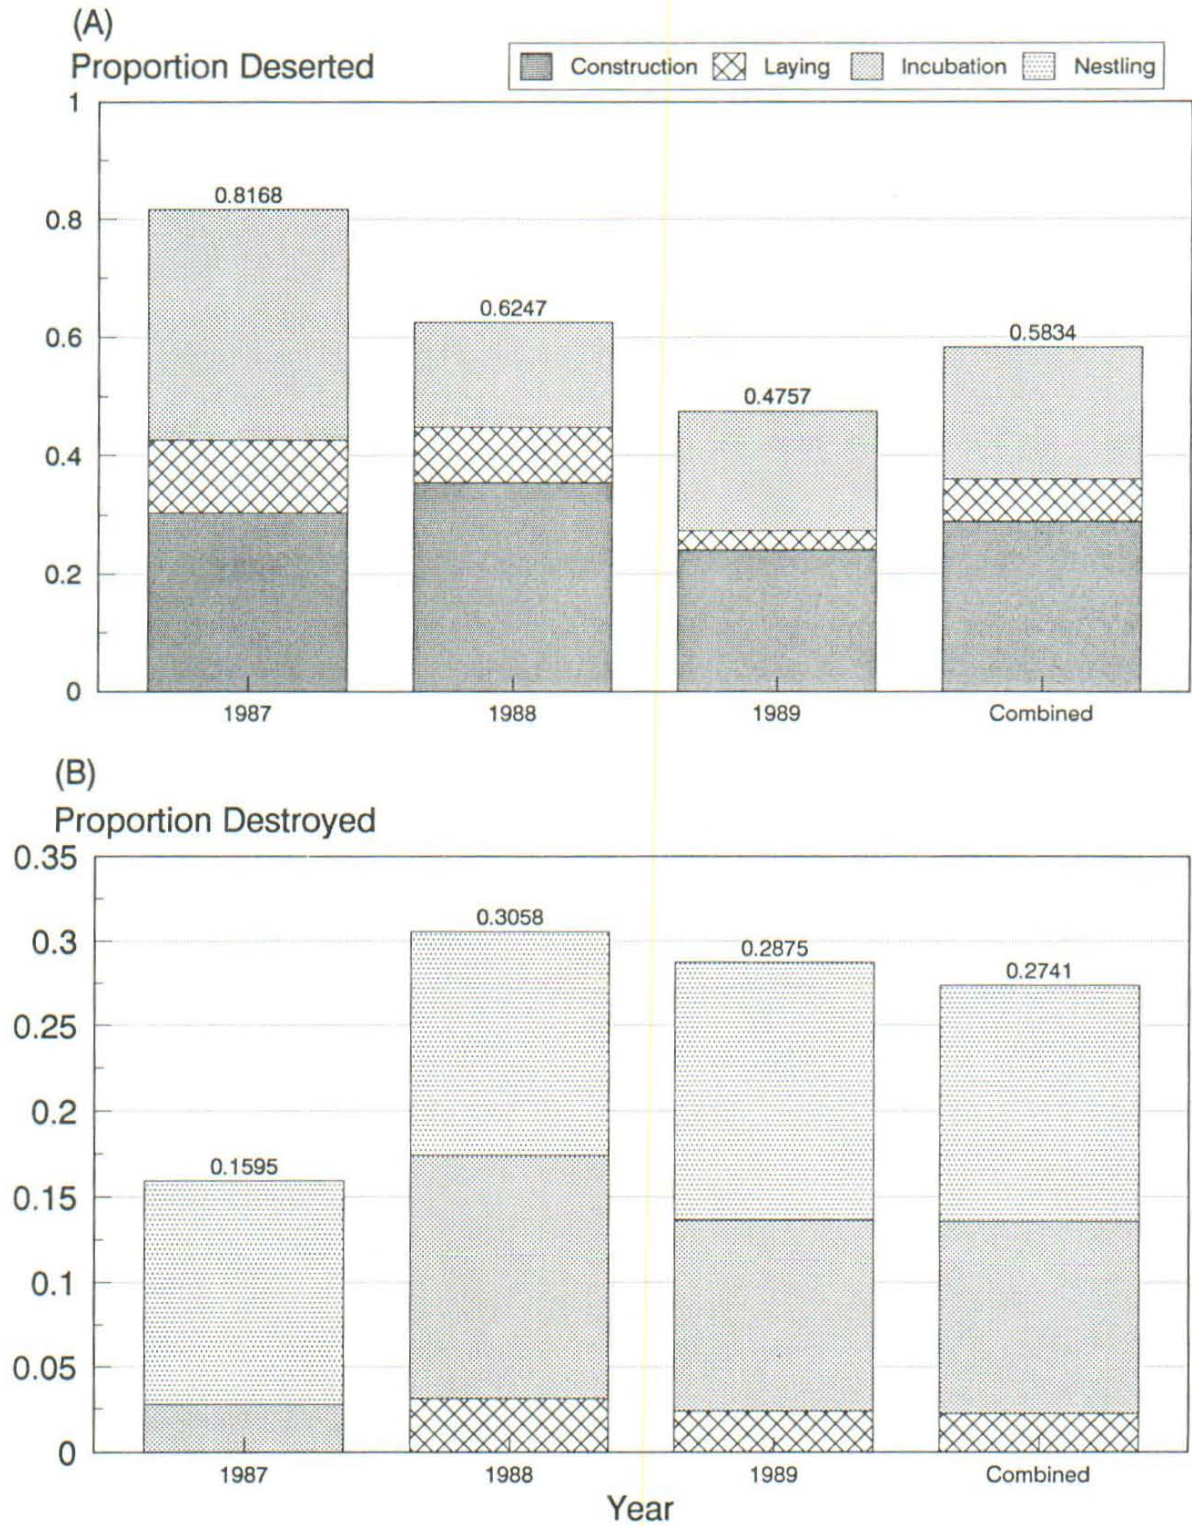 (A)
Proportion Deserted
Construction Laying Incubation Nestling
1
0.8168
0.8
0.6247
0.6
0.5834
0.4757
0.4
0.2
0
1987 1988 1989 Combined
(B)
Proportion Destroyed
0.35
0.3058
0.3
0.2875
0.2741
0.25
0.2
0.1595
0.15
0.1
0.05
0
1987 1988 1989 Combined
Year